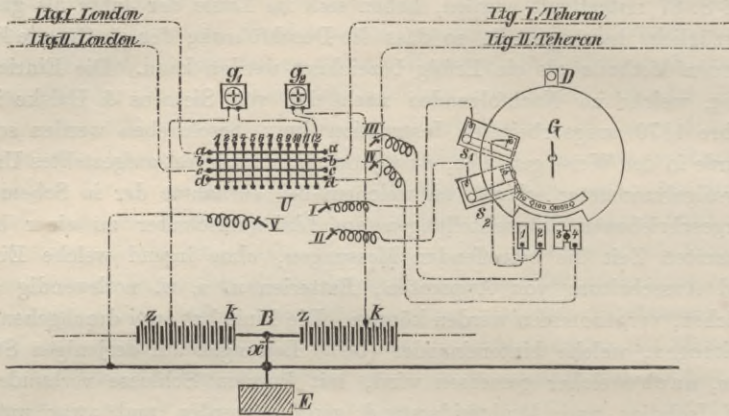 Ltg I. London
Ltg I. Teheran
Ltg II. London
Ltg II. Teheran
g₁ g₂
D
1 2 3 4 5 6 7 8 9 10 11 12
III
a a
b b
c c
d d
IV
G
S₁
S₂
U
I
II
V
1 2 3 4
z k B z k
x
E